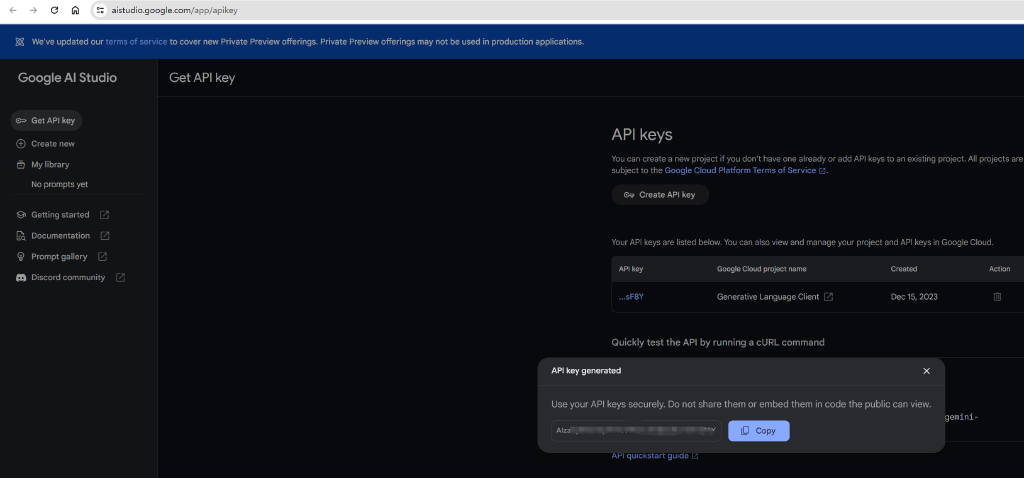 aistudio.google.com/app/apikey
We've updated our terms of service to cover new Private Preview offerings. Private Preview offerings may not be used in production applications.
Google AI Studio
Get API key
Get API key
Create new
My library
No prompts yet
Getting started
Documentation
Prompt gallery
Discord community
API keys
You can create a new project if you don't have one already or add API keys to an existing project. All projects are
subject to the Google Cloud Platform Terms of Service.
Create API key
Your API keys are listed below. You can also view and manage your project and API keys in Google Cloud.
API key Google Cloud project name Created Action
...sF8Y Generative Language Client Dec 15, 2023
Quickly test the API by running a cURL command
API key generated
Use your API keys securely. Do not share them or embed them in code the public can view.
Copy
gemini-
API quickstart guide